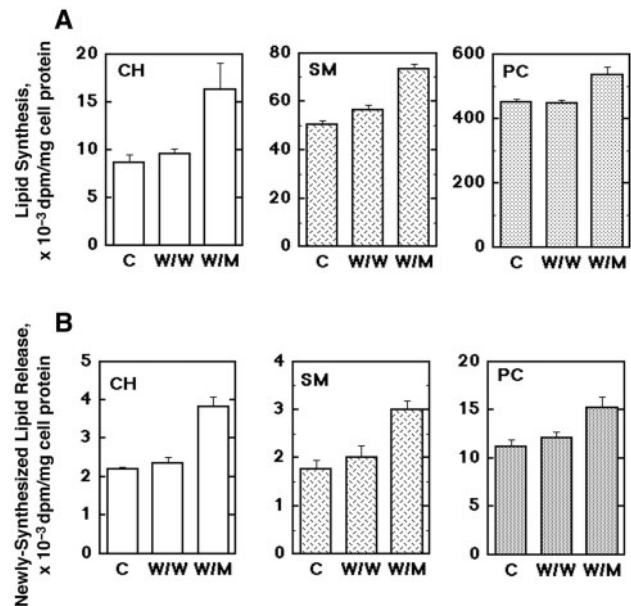 A
Lipid Synthesis,
x 10⁻³ dpm/mg cell protein
CH
20
15
10
5
0
C W/W W/M
SM
80
60
40
20
0
C W/W W/M
PC
600
400
200
0
C W/W W/M
B
Newly-Synthesized Lipid Release,
x 10⁻³ dpm/mg cell protein
CH
5
4
3
2
1
0
C W/W W/M
SM
4
3
2
1
0
C W/W W/M
PC
20
15
10
5
0
C W/W W/M